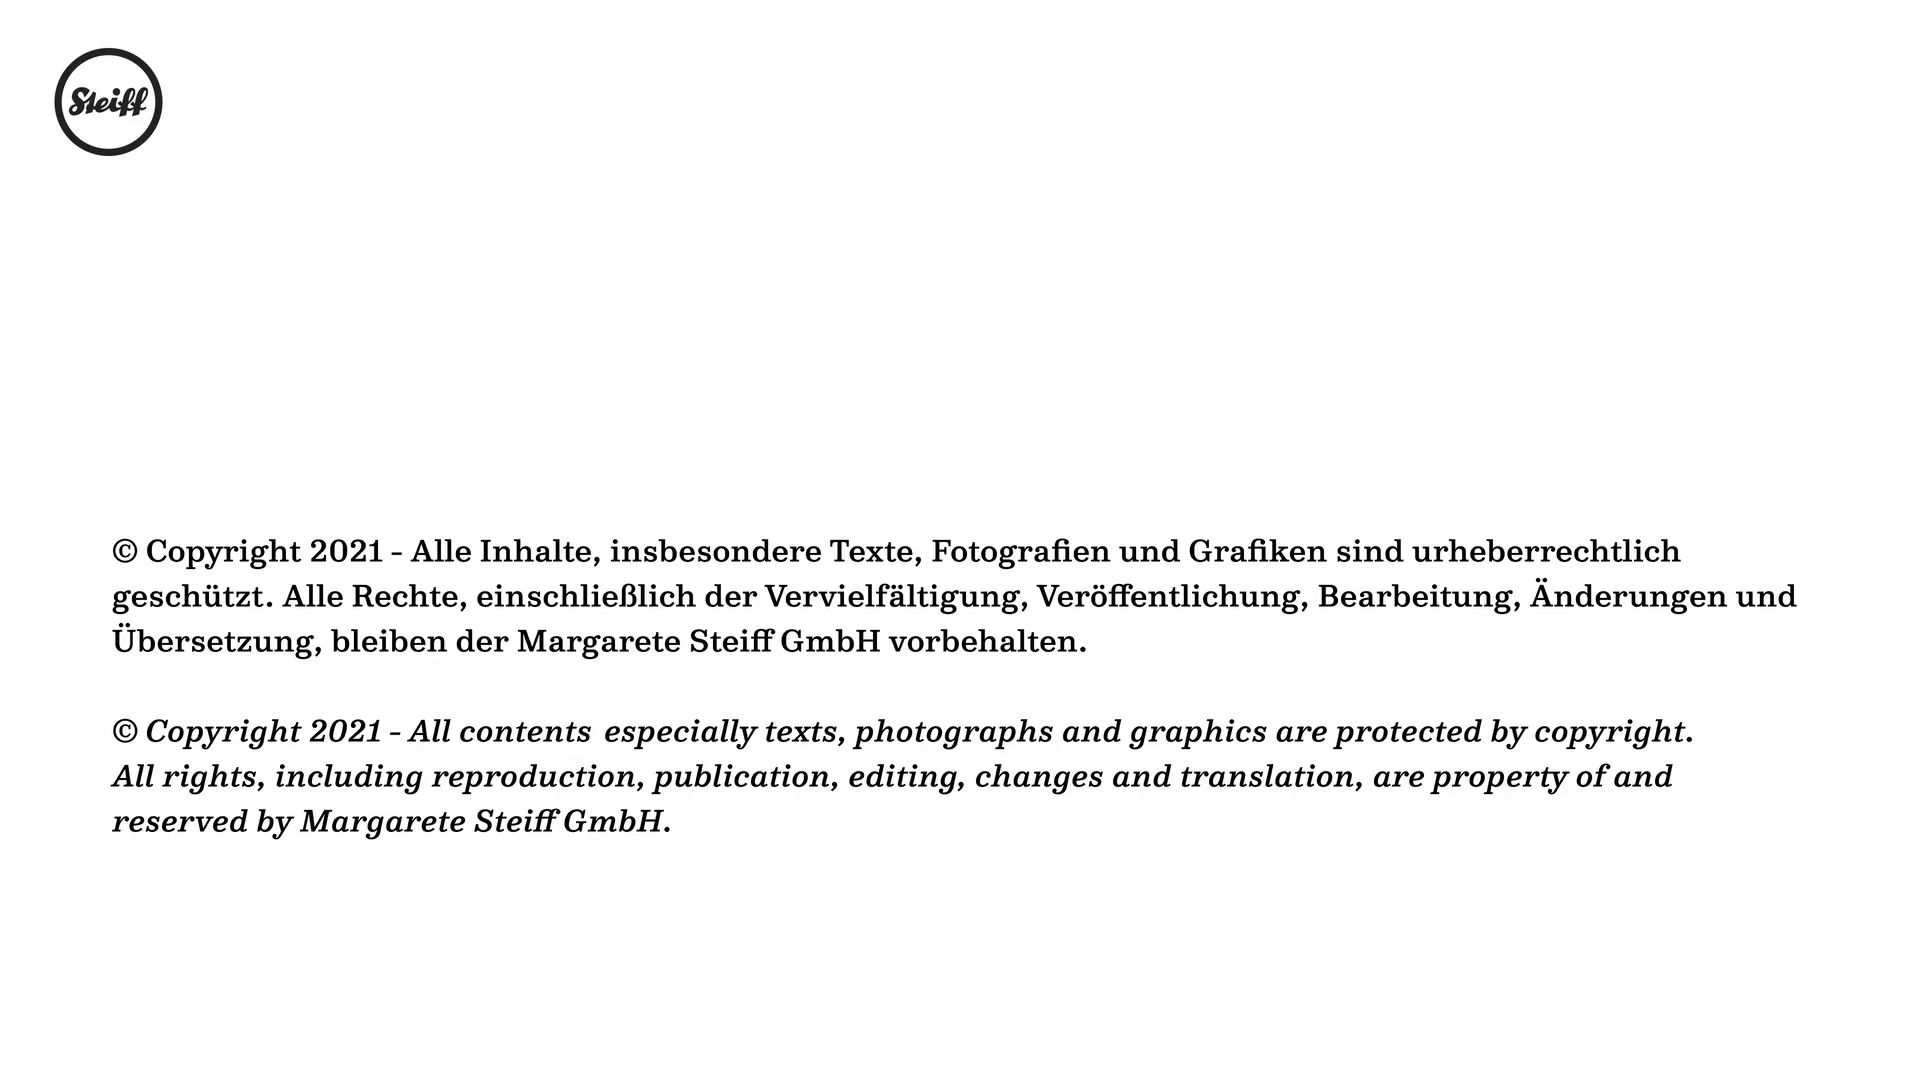 Steiff
© Copyright 2021 - Alle Inhalte, insbesondere Texte, Fotografien und Grafiken sind urheberrechtlich
geschützt. Alle Rechte, einschließlich der Vervielfältigung, Veröffentlichung, Bearbeitung, Änderungen und
Übersetzung, bleiben der Margarete Steiff GmbH vorbehalten.
© Copyright 2021 - All contents especially texts, photographs and graphics are protected by copyright.
All rights, including reproduction, publication, editing, changes and translation, are property of and
reserved by Margarete Steiff GmbH.